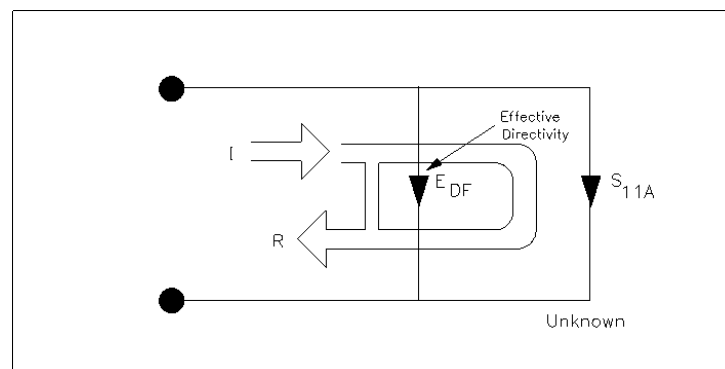 Effective
Directivity
I
E DF
S 11A
R
Unknown